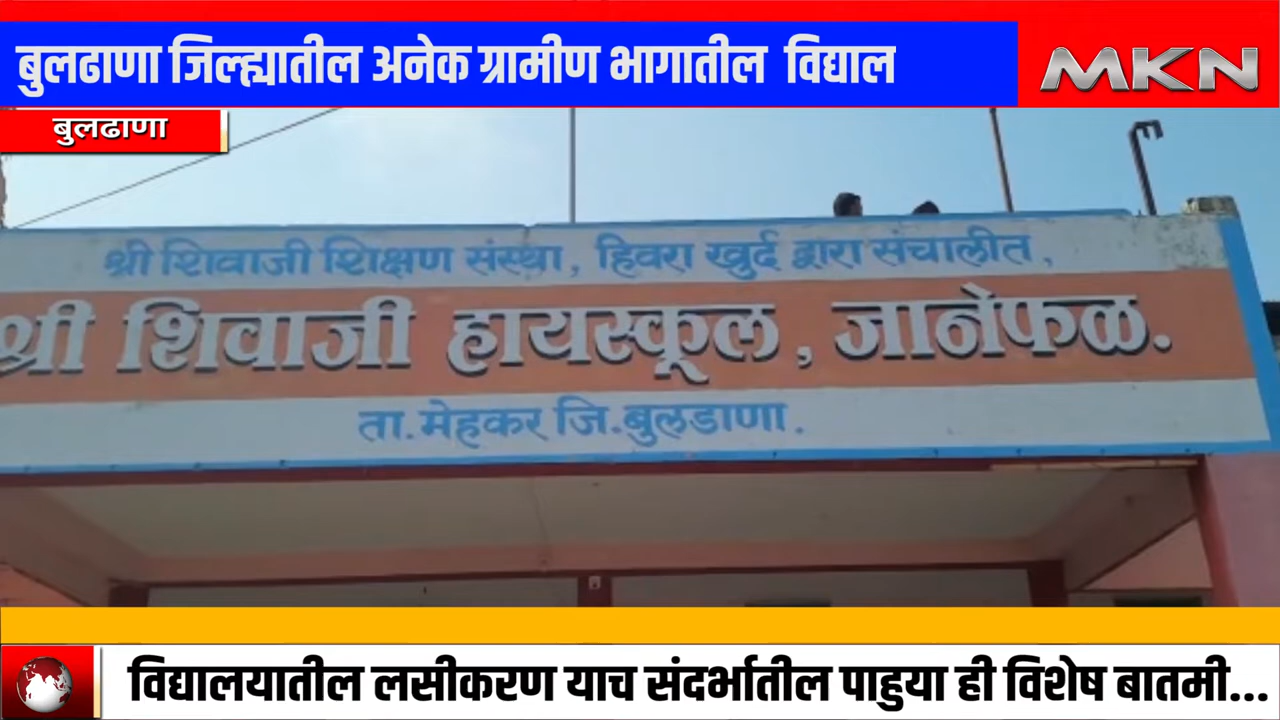 बुलढाणा जिल्ह्यातील अनेक ग्रामीण भागातील विद्याल
MKN
बुलढाणा
श्री शिवाजी शिक्षण संस्था, हिवरा खुर्द द्वारा संचालीत,
श्री शिवाजी हायस्कूल, जानेफळ.
ता.मेहकर जि.बुलडाणा.
विद्यालयातील लसीकरण याच संदर्भातील पाहुया ही विशेष बातमी...